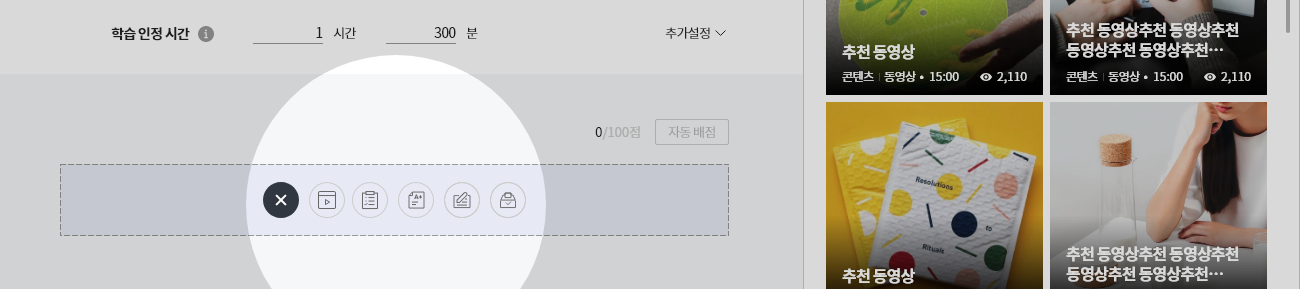 학습 인정 시간 i 1 시간 300 분 추가설정
0/100점 자동 배점
A+
추천 동영상
콘텐츠 동영상 • 15:00 2,110
추천 동영상추천 동영상추천
동영상추천 동영상추천…
콘텐츠 동영상 • 15:00 2,110
Resolutions
to
Rituals
추천 동영상
추천 동영상추천 동영상추천
동영상추천 동영상추천…